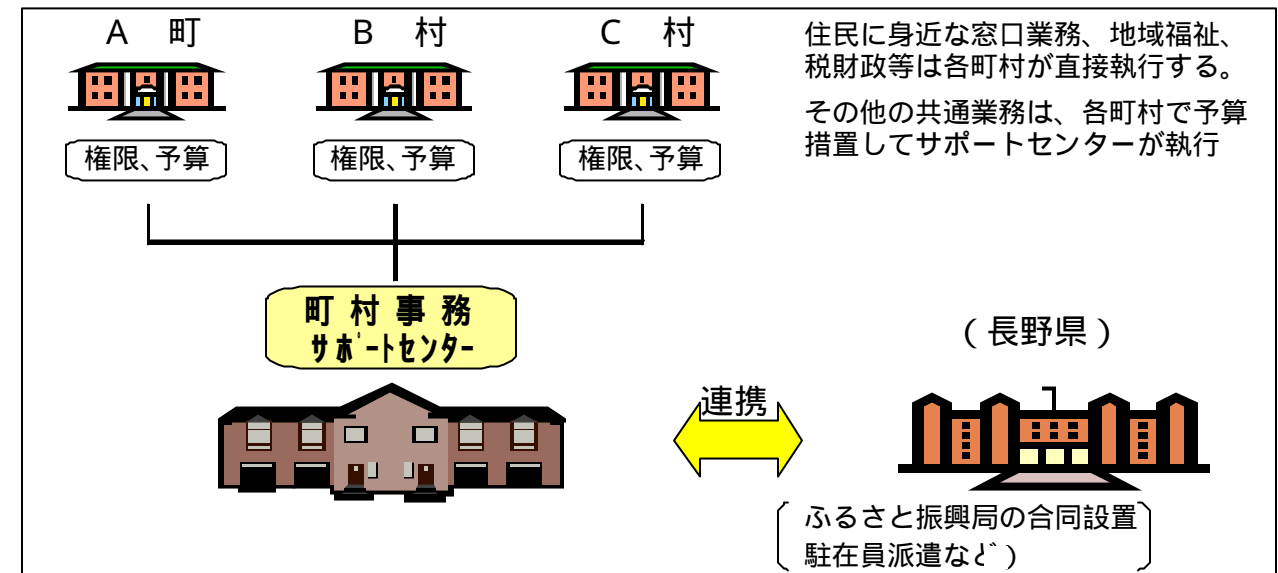 A 町
B 村
C 村
住民に身近な窓口業務、地域福祉、
税財政等は各町村が直接執行する。
その他の共通業務は、各町村で予算
措置してサポートセンターが執行
権限、予算
権限、予算
権限、予算
町 村 事 務
ｻﾎﾟｰﾄｾﾝﾀｰ
(長野県)
連携
ふるさと振興局の合同設置
駐在員派遣など)